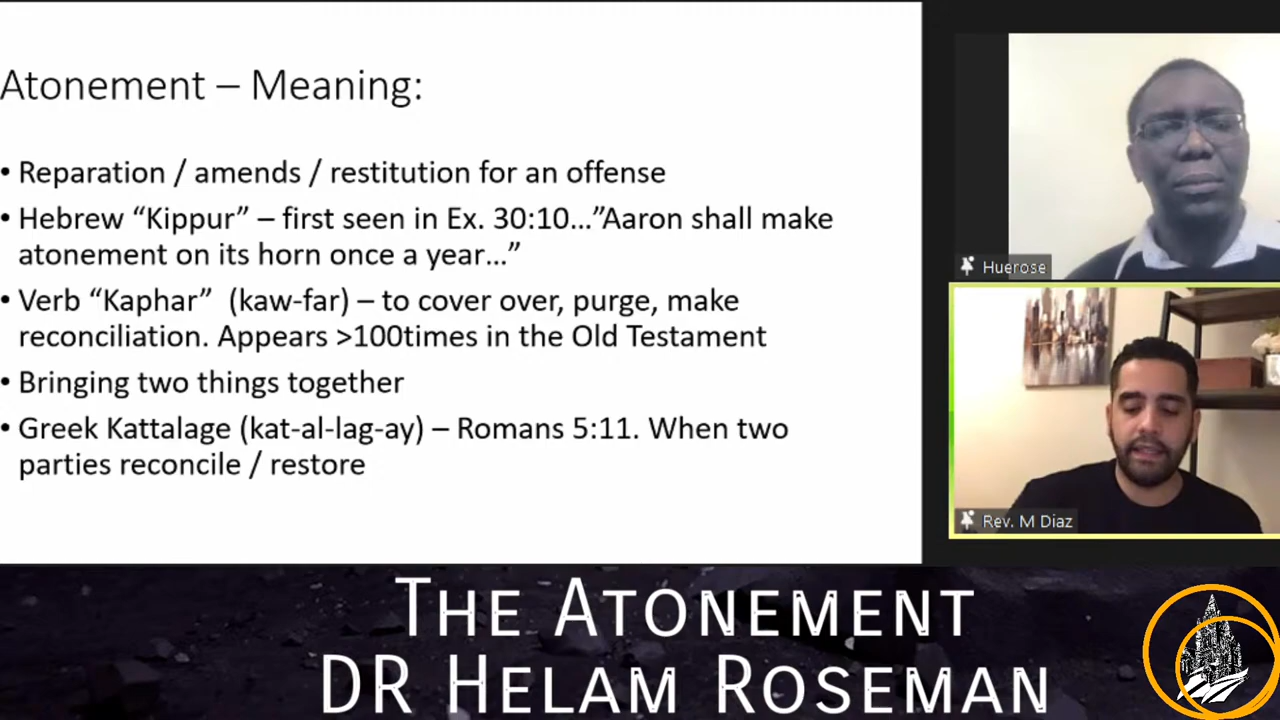 Atonement – Meaning:
• Reparation / amends / restitution for an offense
• Hebrew “Kippur” – first seen in Ex. 30:10…”Aaron shall make
atonement on its horn once a year…”
• Verb “Kaphar” (kaw-far) – to cover over, purge, make
reconciliation. Appears >100times in the Old Testament
• Bringing two things together
• Greek Kattalage (kat-al-lag-ay) – Romans 5:11. When two
parties reconcile / restore
Huerose
Rev. M Diaz
THE ATONEMENT
DR HELAM ROSEMAN